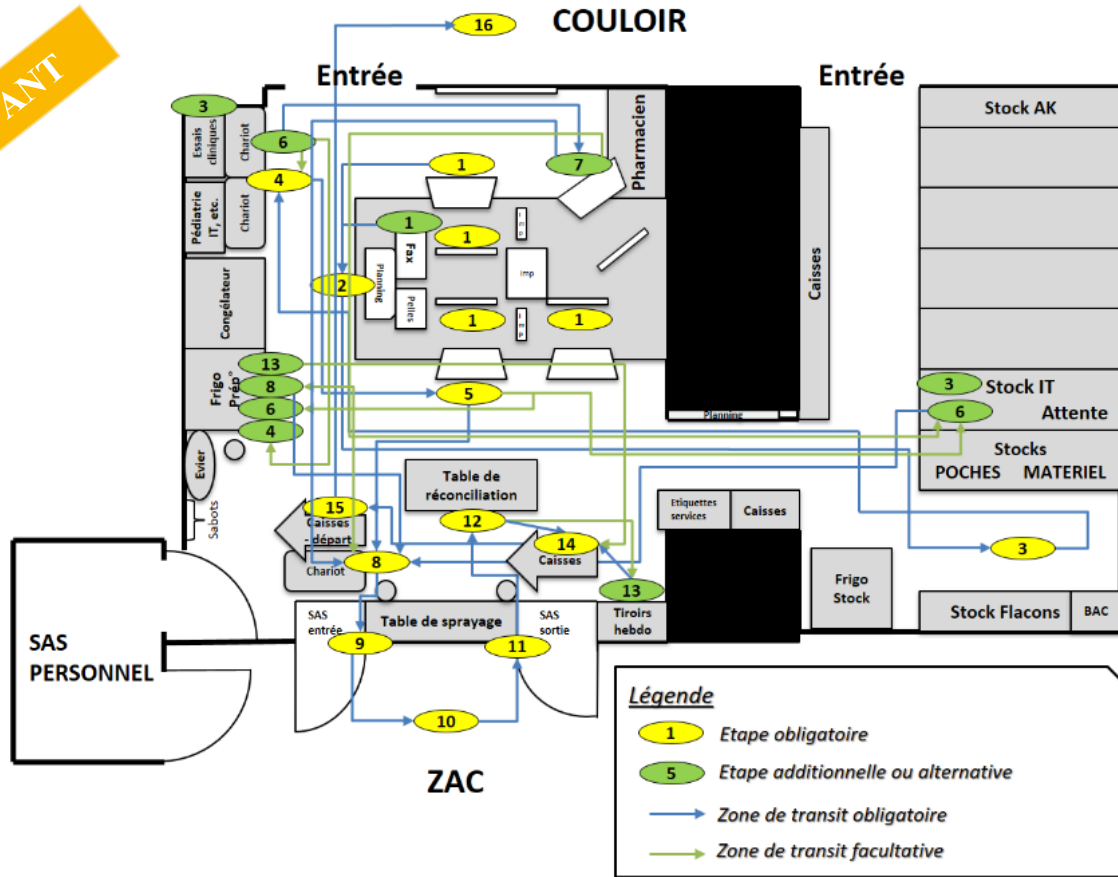 ANT
16
COULOIR
Entrée
Entrée
3
Essais
cliniques
Chariot
6
4
Pédiatrie
IT, etc.
Chariot
1
7
Pharmacien
Stock AK
1
Fax
1
Imp
Imp
2
Planning
Pelles
1
Imp
1
Congélateur
Caisses
13
8
6
4
Frigo
Prép°
5
3
Stock IT
6
Attente
Planning
Stocks
POCHES MATERIEL
Evier
Sabots
Table de
réconciliation
12
Etiquettes
services
Caisses
15
Caisses
- départ
14
Caisses
3
Chariot
8
13
Frigo
Stock
SAS
entrée
Table de sprayage
SAS
sortie
Tiroirs
hebdo
Stock Flacons
BAC
9
11
SAS
PERSONNEL
10
ZAC
Légende
1 Etape obligatoire
5 Etape additionnelle ou alternative
Zone de transit obligatoire
Zone de transit facultative